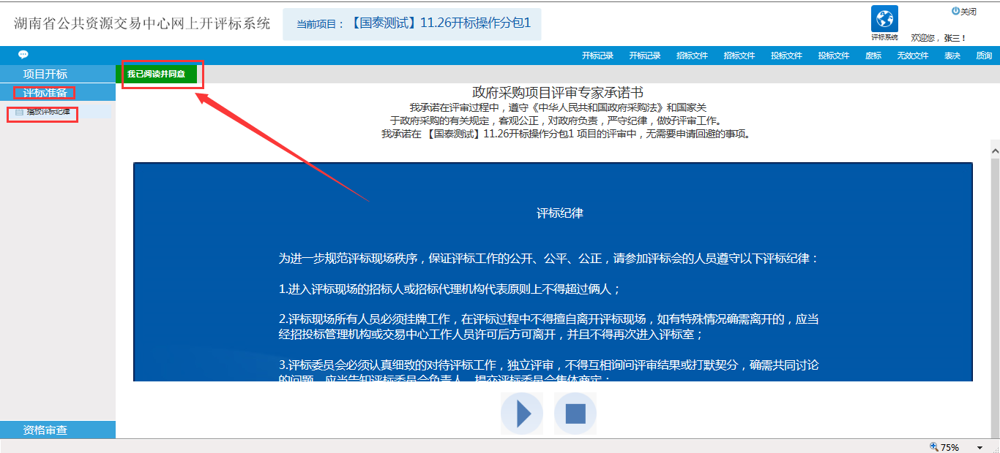 湖南省公共资源交易中心网上开评标系统
当前项目：【国泰测试】11.26开标操作分包1
评标系统
关闭
欢迎您，张三！
开标记录 开标记录 招标文件 招标文件 投标文件 投标文件 废标 无效文件 表决 质询
项目开标
评标准备
播放评标纪律
我已阅读并同意
政府采购项目评审专家承诺书
我承诺在评审过程中，遵守《中华人民共和国政府采购法》和国家关
于政府采购的有关规定，客观公正，对政府负责，严守纪律，做好评审工作。
我承诺在 【国泰测试】11.26开标操作分包1 项目的评审中，无需要申请回避的事项。
评标纪律
为进一步规范评标现场秩序，保证评标工作的公开、公平、公正，请参加评标会的人员遵守以下评标纪律：
1.进入评标现场的招标人或招标代理机构代表原则上不得超过俩人；
2.评标现场所有人员必须挂牌工作，在评标过程中不得擅自离开评标现场，如有特殊情况确需离开的，应当
经招投标管理机构或交易中心工作人员许可后方可离开，并且不得再次进入评标室；
3.评标委员会必须认真细致的对待评标工作，独立评审，不得互相询问评审结果或打默契分，确需共同讨论
的问题，应当告知评标委员会负责人，提交评标委员会集体商定；
资格审查
75%